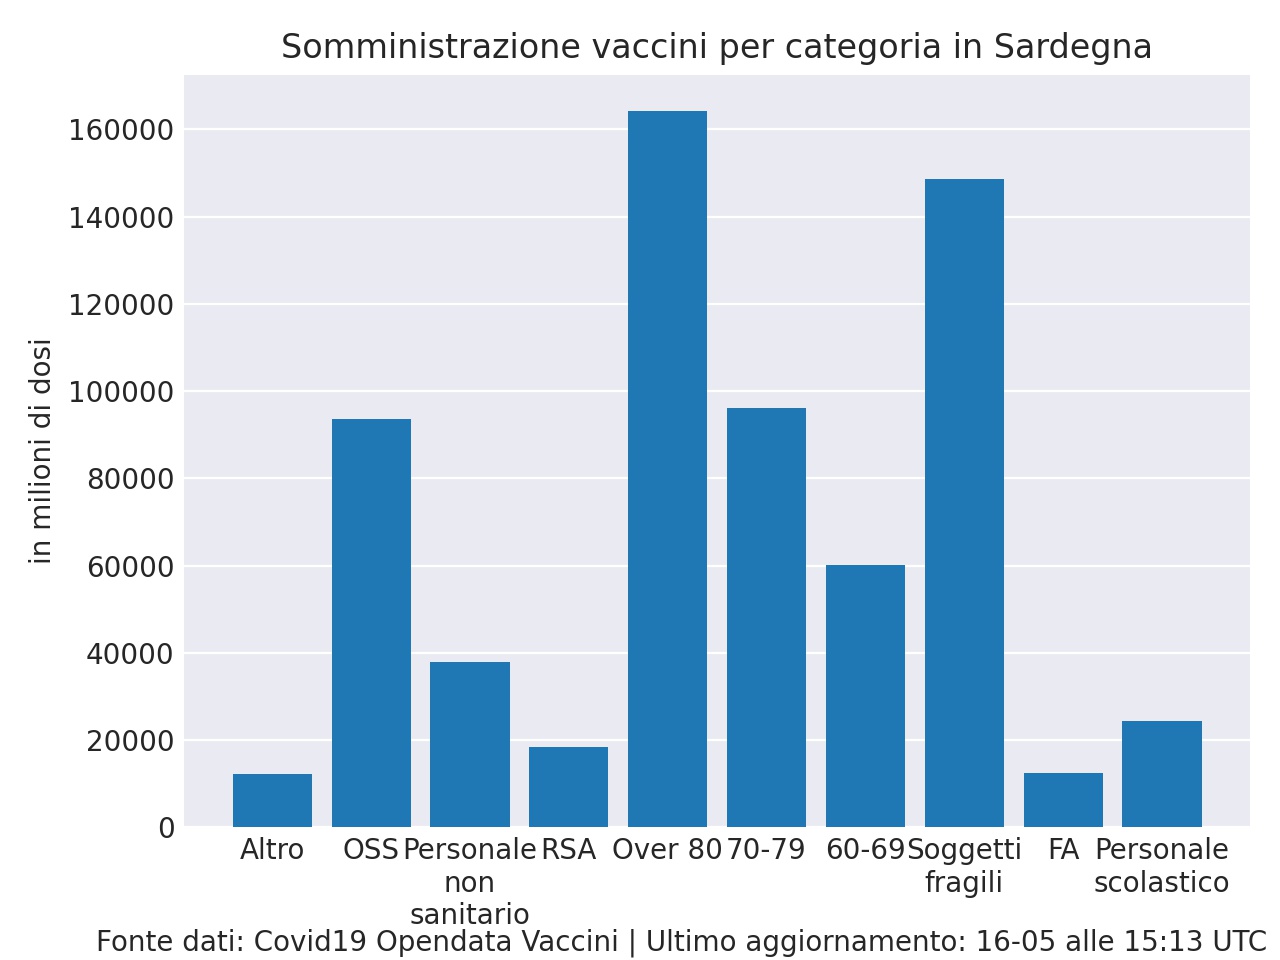 Somministrazione vaccini per categoria in Sardegna
in milioni di dosi
160000
140000
120000
100000
80000
60000
40000
20000
0
Altro
OSS
Personale
non
sanitario
RSA
Over 80
70-79
60-69
Soggetti
fragili
FA
Personale
scolastico
Fonte dati: Covid19 Opendata Vaccini | Ultimo aggiornamento: 16-05 alle 15:13 UTC